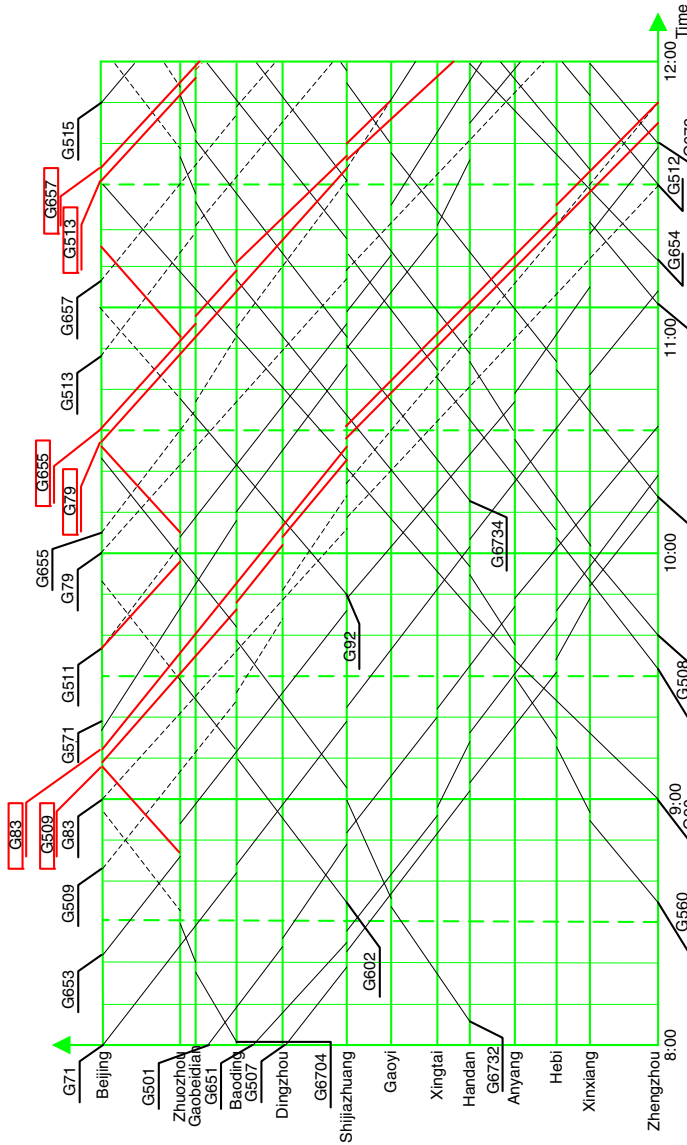 G71
G653
G509
G83
G509
G83
G571
G511
G79
G655
G79
G655
G513
G657
G513
G657
G515
G501
G651
G507
G6704
G602
G6732
G92
G6734
G560
G508
G654
G512
Beijing
Zhuozhou
Gaobeidian
Baoding
Dingzhou
Shijiazhuang
Gaoyi
Xingtai
Handan
Anyang
Hebi
Xinxiang
Zhengzhou
8:00
9:00
10:00
11:00
12:00
Time